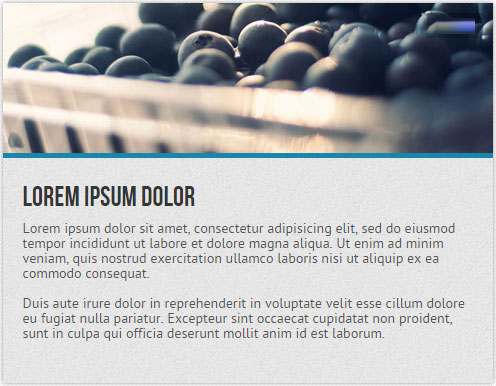 LOREM IPSUM DOLOR
Lorem ipsum dolor sit amet, consectetur adipisicing elit, sed do eiusmod
tempor incididunt ut labore et dolore magna aliqua. Ut enim ad minim
veniam, quis nostrud exercitation ullamco laboris nisi ut aliquip ex ea
commodo consequat.
Duis aute irure dolor in reprehenderit in voluptate velit esse cillum dolore
eu fugiat nulla pariatur. Excepteur sint occaecat cupidatat non proident,
sunt in culpa qui officia deserunt mollit anim id est laborum.